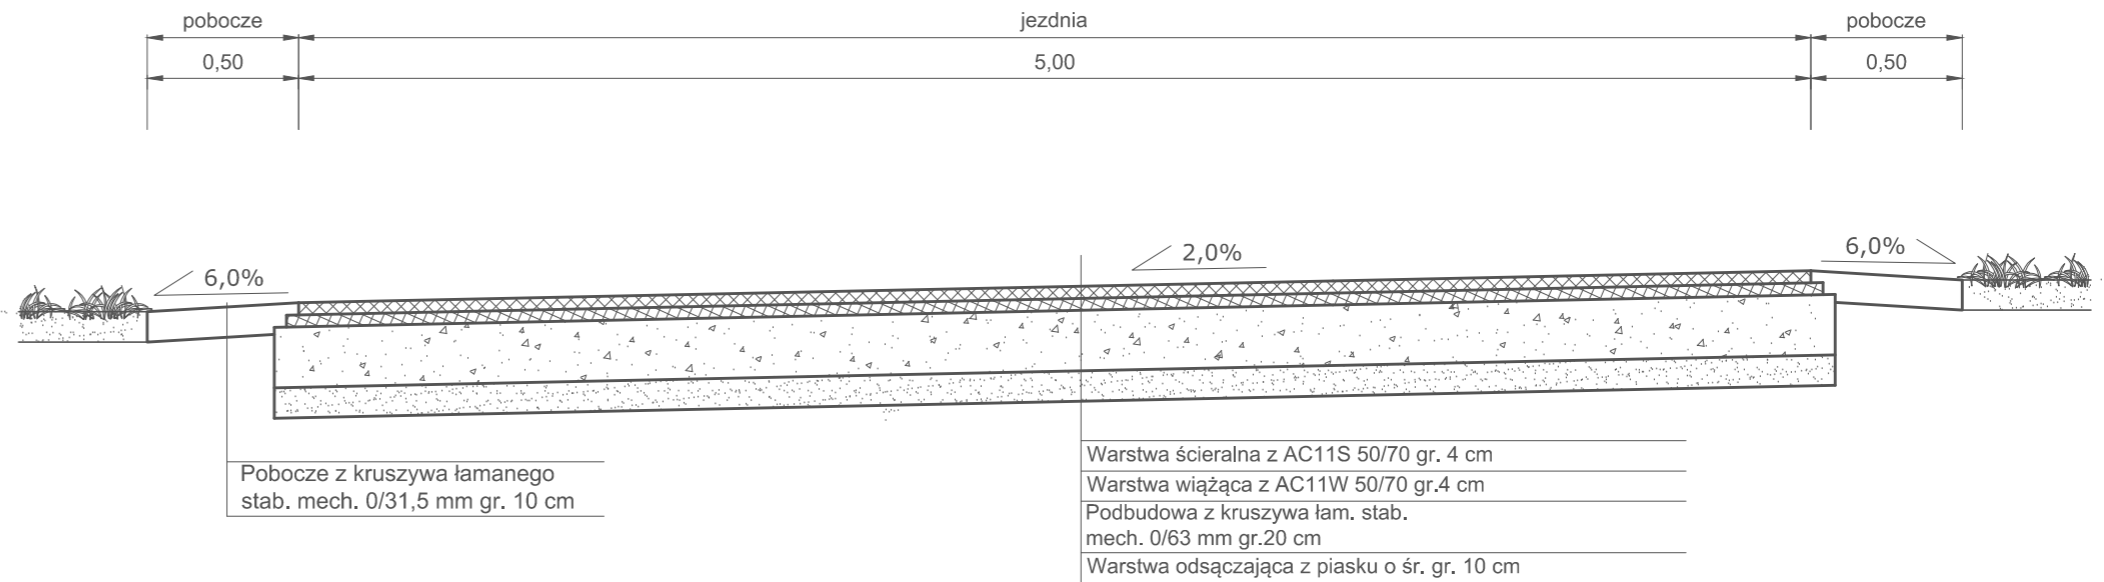 pobocze
jezdnia
pobocze
0,50
5,00
0,50
2,0%
6,0%
6,0%
Pobocze z kruszywa łamanego
stab. mech. 0/31,5 mm gr. 10 cm
Warstwa ścieralna z AC11S 50/70 gr. 4 cm
Warstwa wiążąca z AC11W 50/70 gr.4 cm
Podbudowa z kruszywa łam. stab.
mech. 0/63 mm gr.20 cm
Warstwa odsączająca z piasku o śr. gr. 10 cm